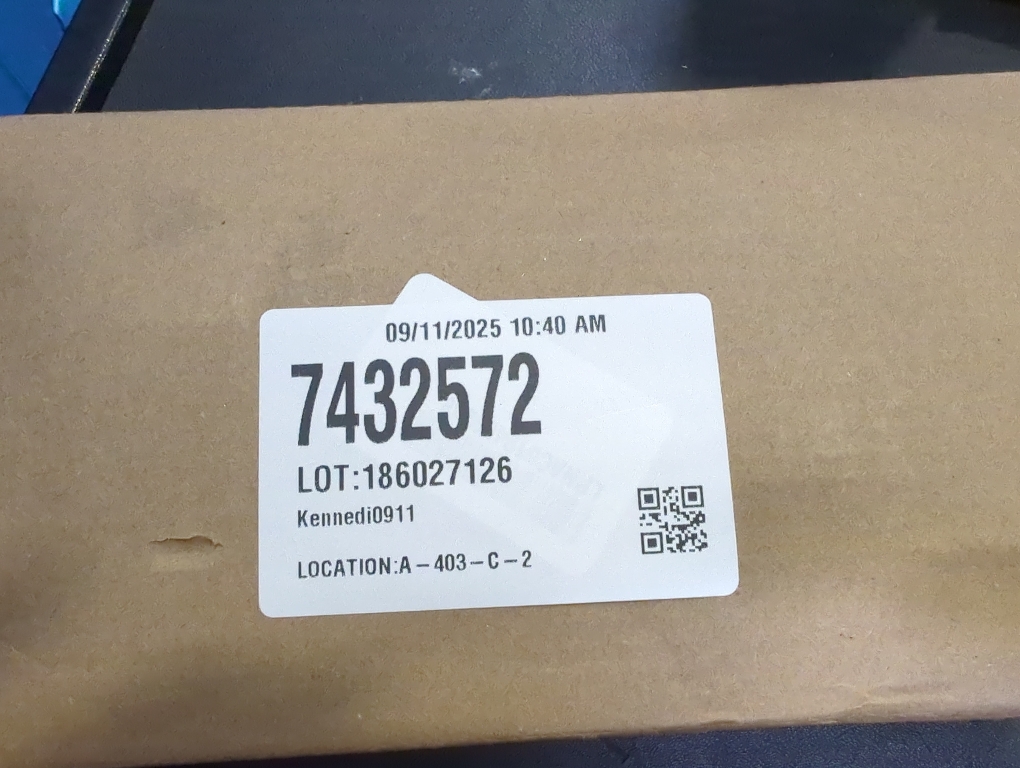 09/11/2025 10:40 AM
7432572
LOT:186027126
Kennedi0911
LOCATION:A-403-C-2